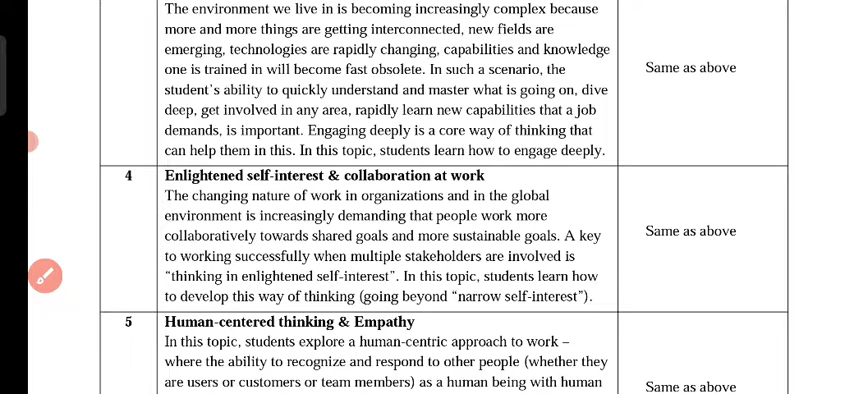 The environment we live in is becoming increasingly complex because
more and more things are getting interconnected, new fields are
emerging, technologies are rapidly changing, capabilities and knowledge
one is trained in will become fast obsolete. In such a scenario, the
student's ability to quickly understand and master what is going on, dive
deep, get involved in any area, rapidly learn new capabilities that a job
demands, is important. Engaging deeply is a core way of thinking that
can help them in this. In this topic, students learn how to engage deeply.
Same as above
4
Enlightened self-interest & collaboration at work
The changing nature of work in organizations and in the global
environment is increasingly demanding that people work more
collaboratively towards shared goals and more sustainable goals. A key
to working successfully when multiple stakeholders are involved is
"thinking in enlightened self-interest". In this topic, students learn how
to develop this way of thinking (going beyond "narrow self-interest").
Same as above
5
Human-centered thinking & Empathy
In this topic, students explore a human-centric approach to work –
where the ability to recognize and respond to other people (whether they
are users or customers or team members) as a human being with human
Same as above